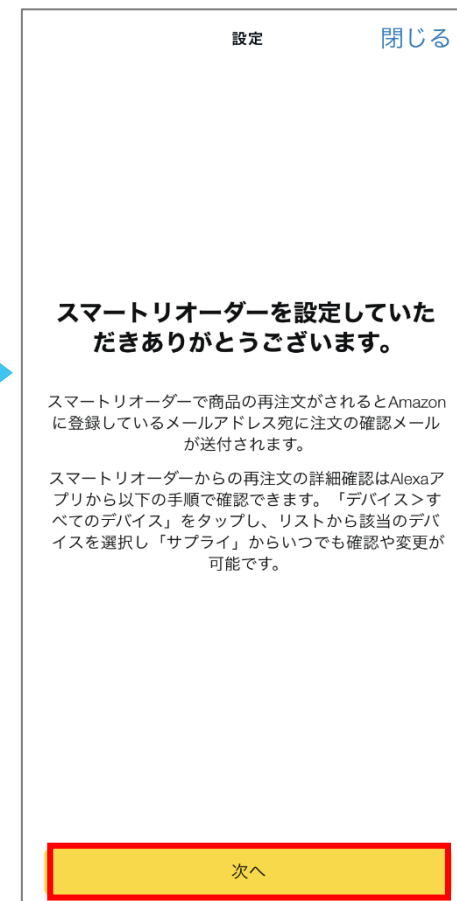 設定
閉じる
スマートリオーダーを設定していた
だきありがとうございます。
スマートリオーダーで商品の再注文がされるとAmazon
に登録しているメールアドレス宛に注文の確認メール
が送付されます。
スマートリオーダーからの再注文の詳細確認はAlexaア
プリから以下の手順で確認できます。「デバイス＞す
べてのデバイス」をタップし、リストから該当のデバ
イスを選択し「サプライ」からいつでも確認や変更が
可能です。
次へ